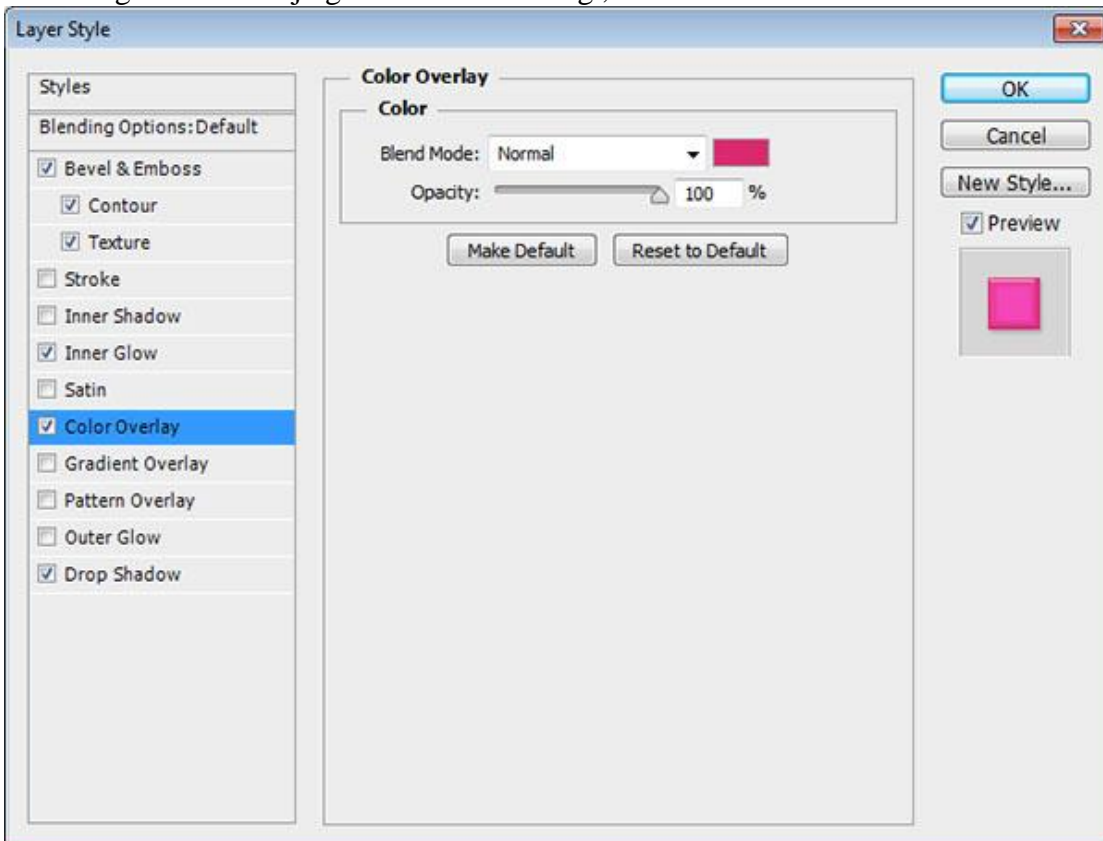 Layer Style
Styles
Blending Options: Default
Bevel & Emboss
Contour
Texture
Stroke
Inner Shadow
Inner Glow
Satin
Color Overlay
Gradient Overlay
Pattern Overlay
Outer Glow
Drop Shadow
Color Overlay
Color
Blend Mode: Normal
Opacity: 100 %
Make Default Reset to Default
OK
Cancel
New Style...
Preview